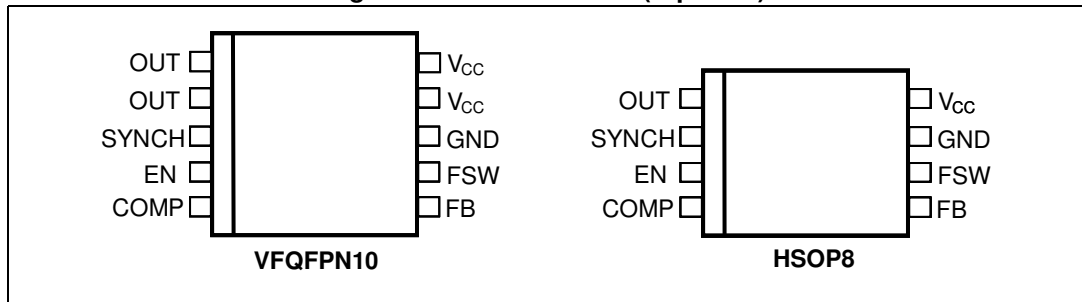 OUT
OUT
SYNCH
EN
COMP
VCC
VCC
GND
FSW
FB
VFQFPN10
OUT
SYNCH
EN
COMP
VCC
GND
FSW
FB
HSOP8